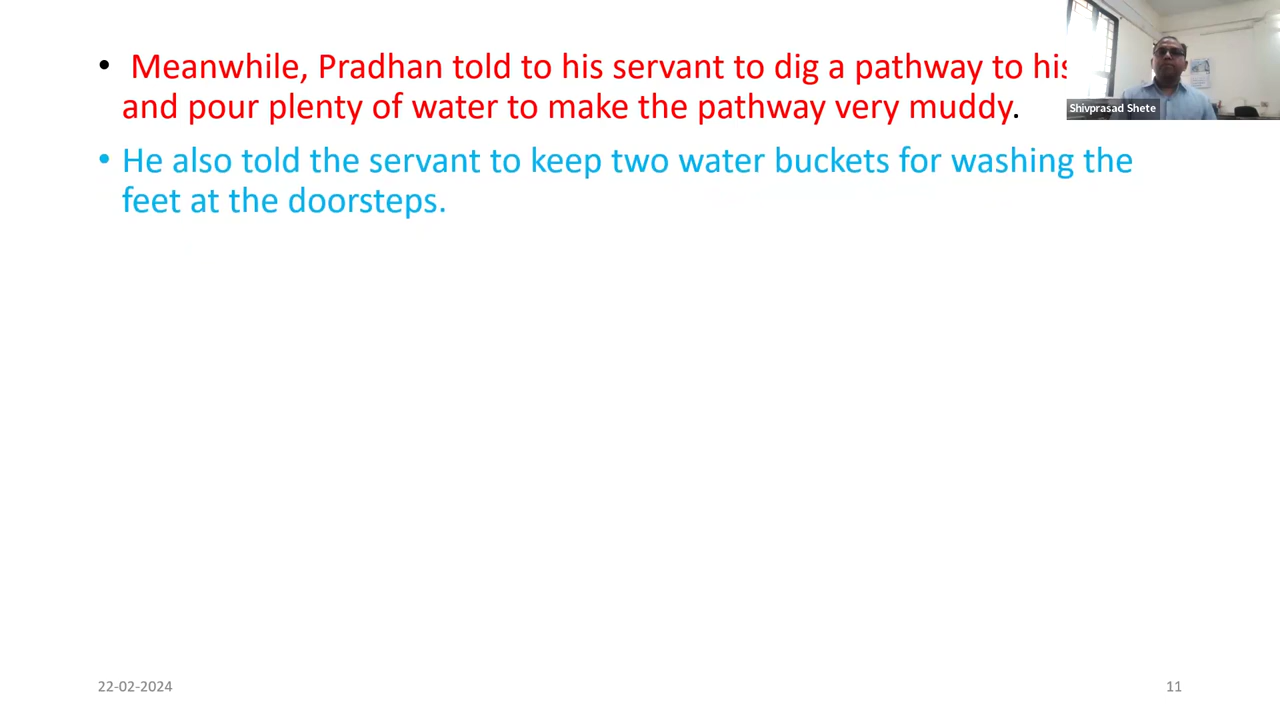 • Meanwhile, Pradhan told to his servant to dig a pathway to his
and pour plenty of water to make the pathway very muddy.
• He also told the servant to keep two water buckets for washing the
feet at the doorsteps.
Shivprasad Shete
22-02-2024
11